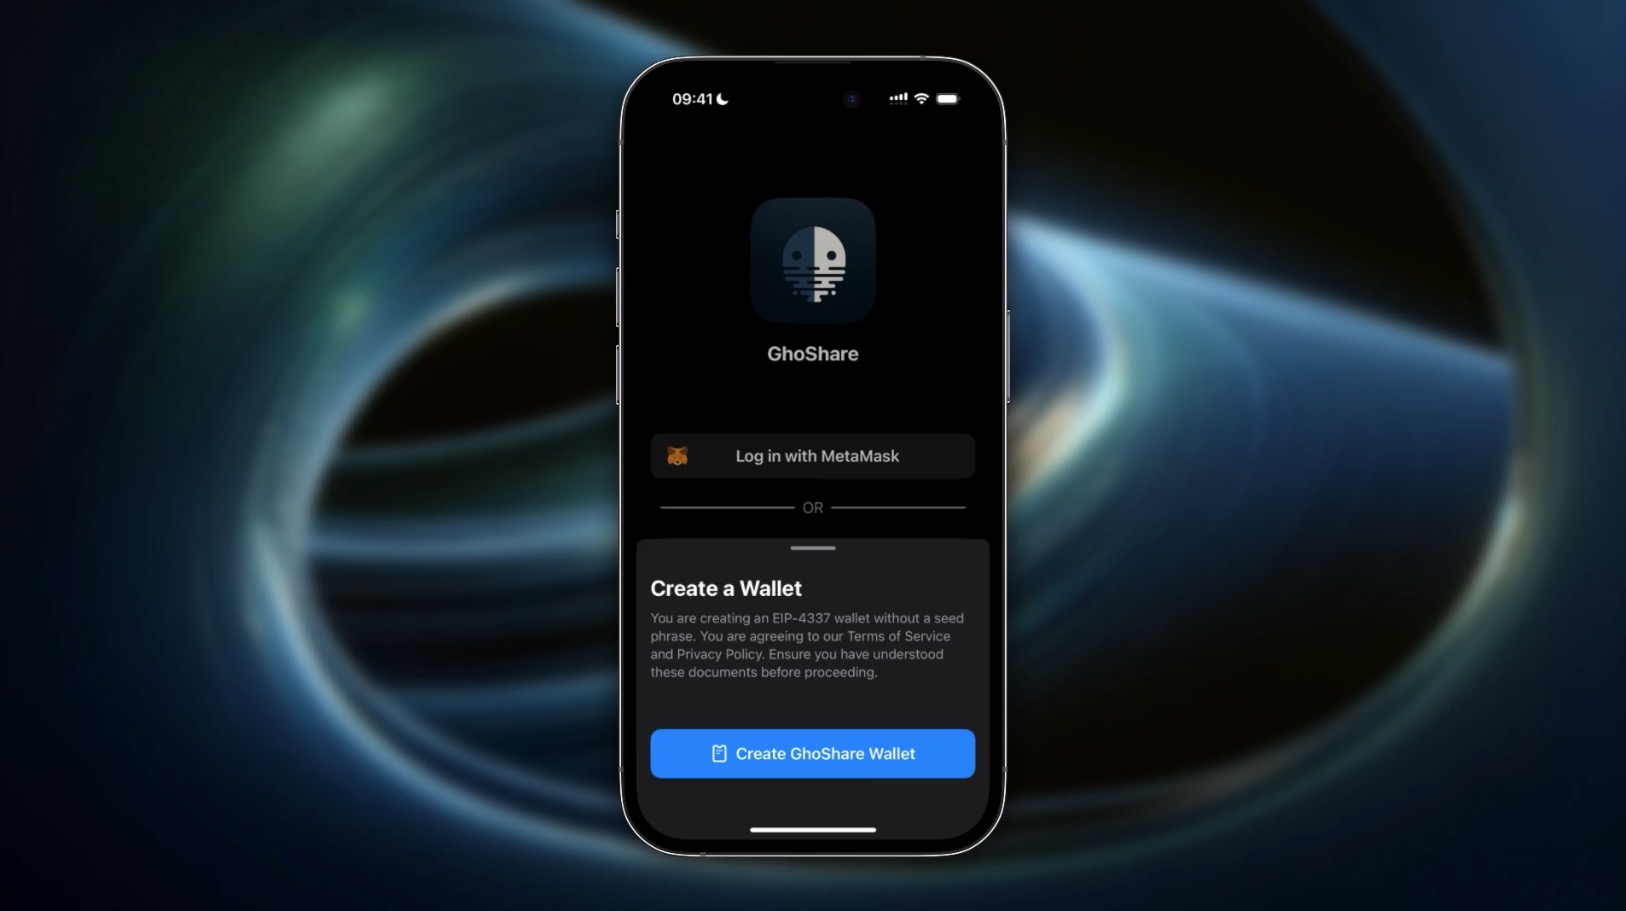 09:41
GhoShare
Log in with MetaMask
OR
Create a Wallet
You are creating an EIP-4337 wallet without a seed
phrase. You are agreeing to our Terms of Service
and Privacy Policy. Ensure you have understood
these documents before proceeding.
Create GhoShare Wallet